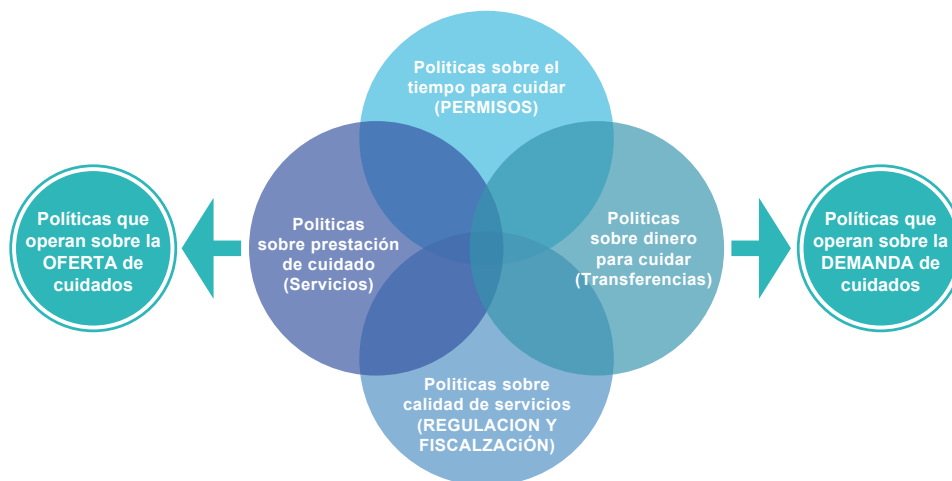 Politicas sobre el
tiempo para cuidar
(PERMISOS)
Políticas que
operan sobre la
OFERTA de
cuidados
Politicas
sobre prestación
de cuidado
(Servicios)
Politicas
sobre dinero
para cuidar
(Transferencias)
Políticas que
operan sobre la
DEMANDA de
cuidados
Politicas sobre
calidad de servicios
(REGULACION Y
FISCALZACiÓN)